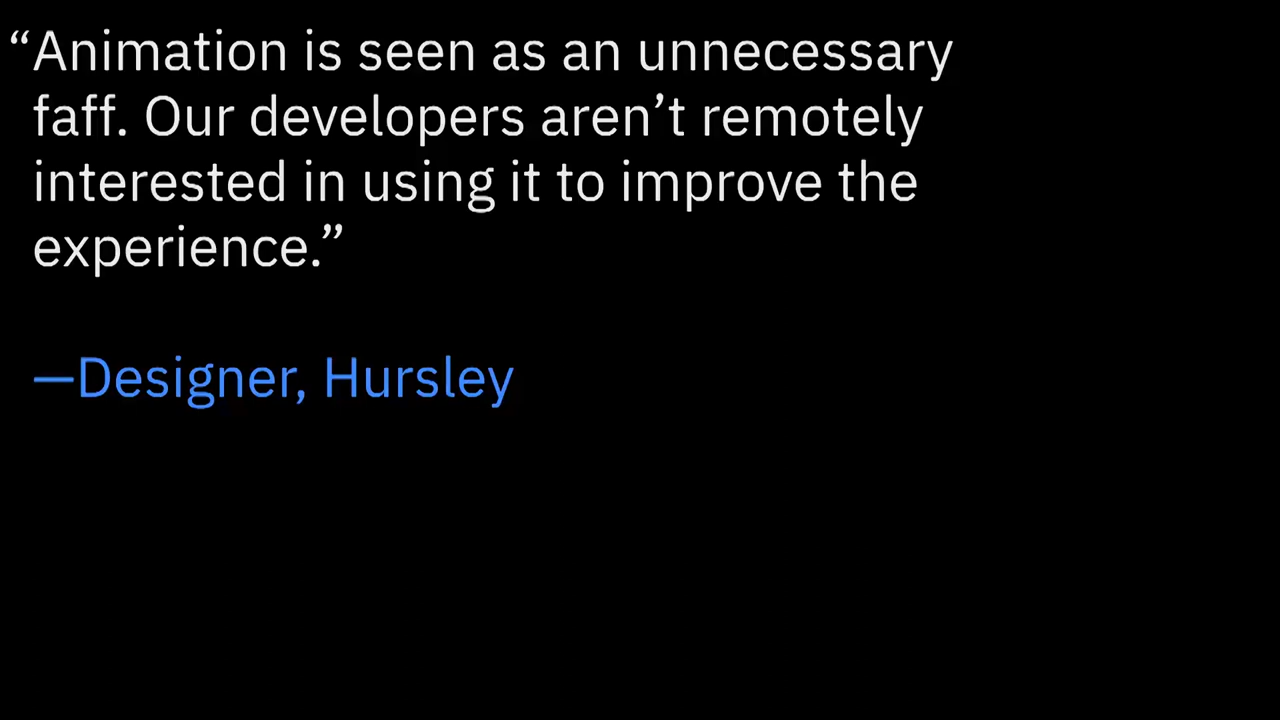 “Animation is seen as an unnecessary
faff. Our developers aren’t remotely
interested in using it to improve the
experience.”
—Designer, Hursley